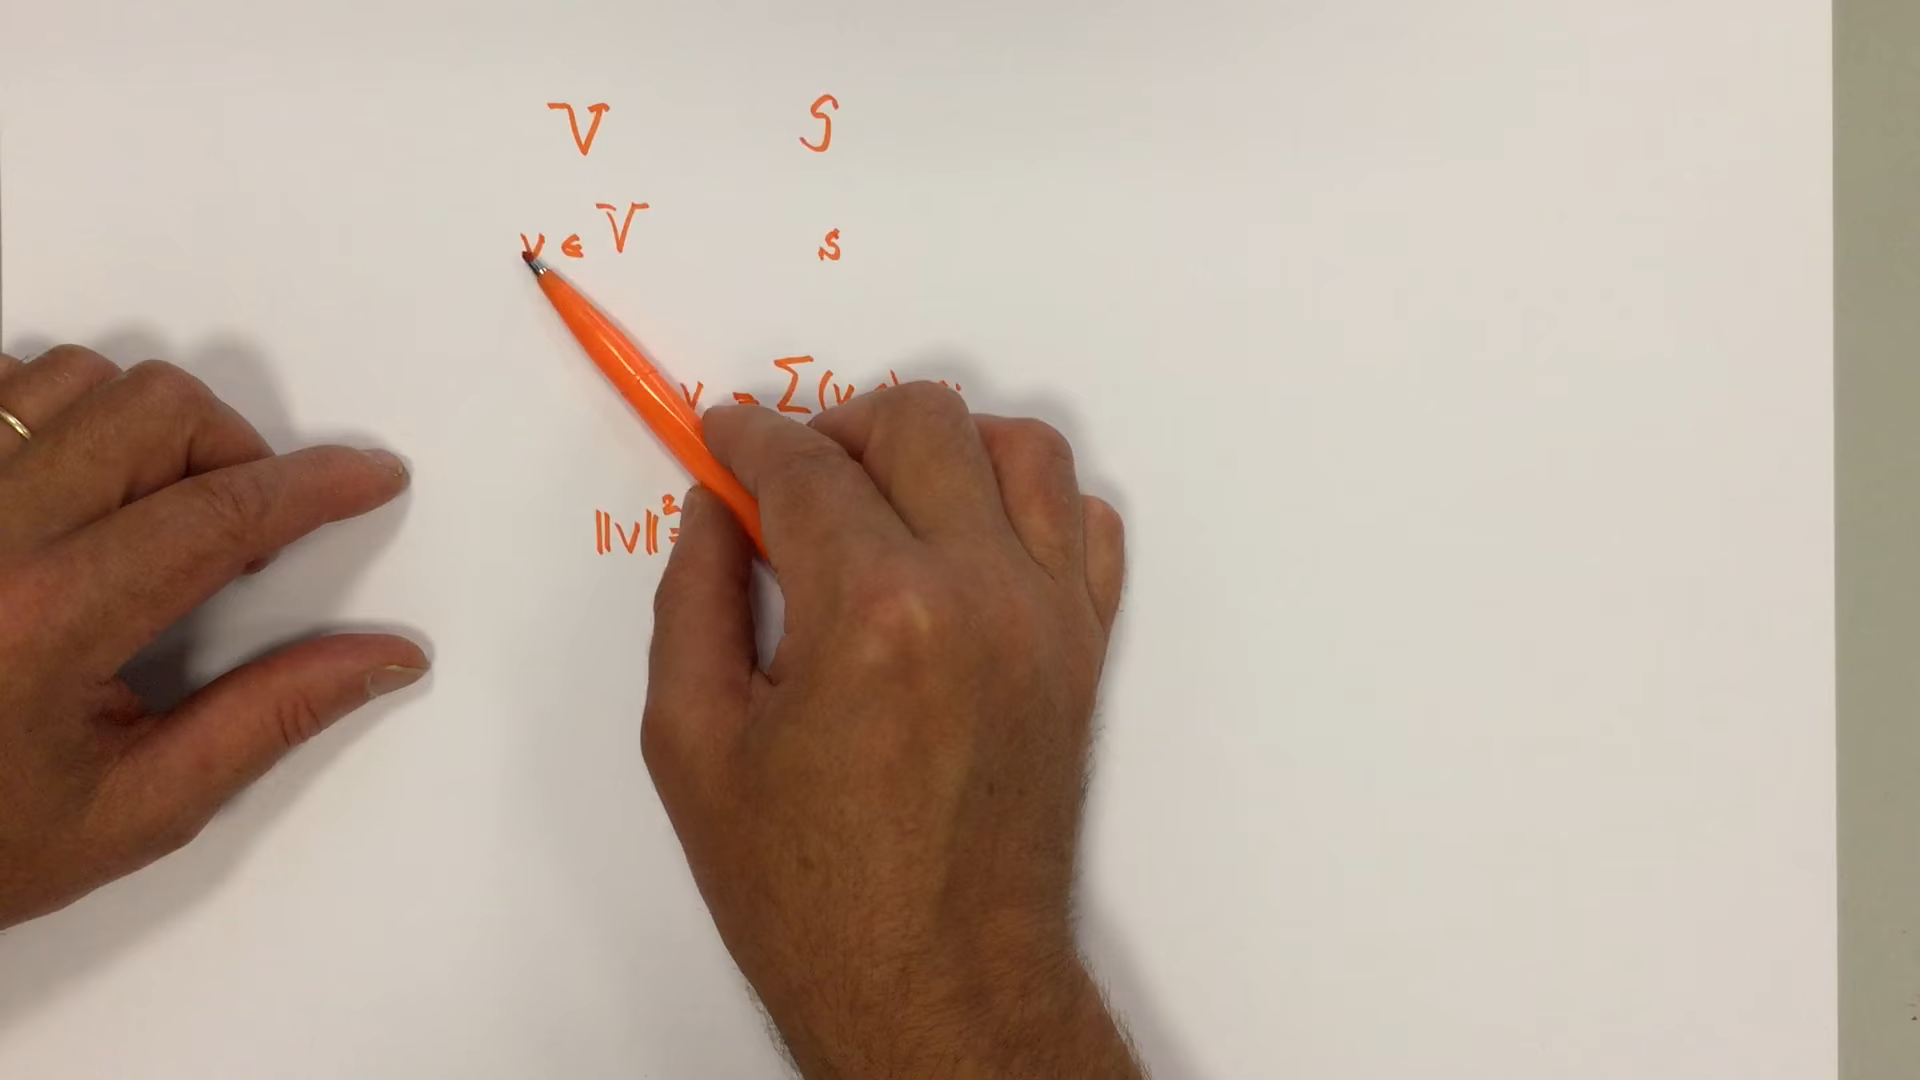 V S
v ∈ V s
v = Σ(v
‖v‖² =